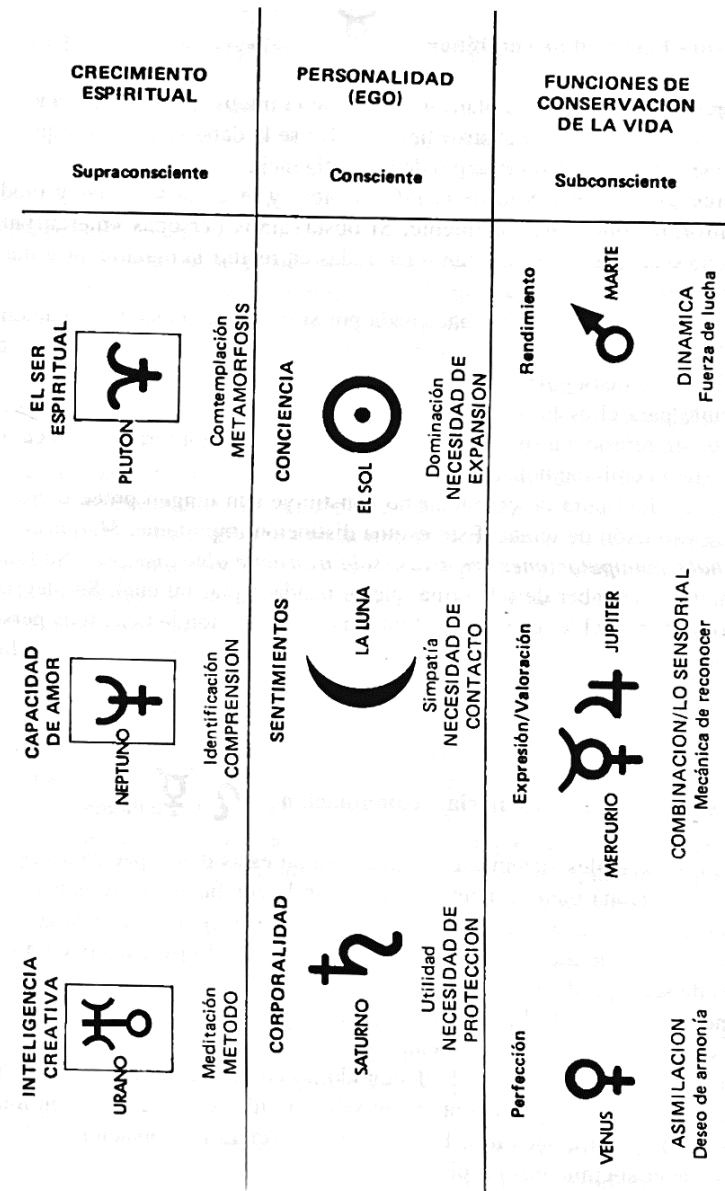 CRECIMIENTO
ESPIRITUAL
Supraconsciente
PERSONALIDAD
(EGO)
Consciente
FUNCIONES DE
CONSERVACION
DE LA VIDA
Subconsciente
INTELIGENCIA
CREATIVA
URANO
Meditación
METODO
CAPACIDAD
DE AMOR
NEPTUNO
Identificación
COMPRENSION
EL SER
ESPIRITUAL
PLUTON
Comtemplación
METAMORFOSIS
CORPORALIDAD
SATURNO
Utilidad
NECESIDAD DE
PROTECCION
SENTIMIENTOS
LA LUNA
Simpatía
NECESIDAD DE
CONTACTO
CONCIENCIA
EL SOL
Dominación
NECESIDAD DE
EXPANSION
Perfección
VENUS
ASIMILACION
Deseo de armonía
Expresión/Valoración
MERCURIO
JUPITER
COMBINACION/LO SENSORIAL
Mecánica de reconocer
Rendimiento
MARTE
DINAMICA
Fuerza de lucha